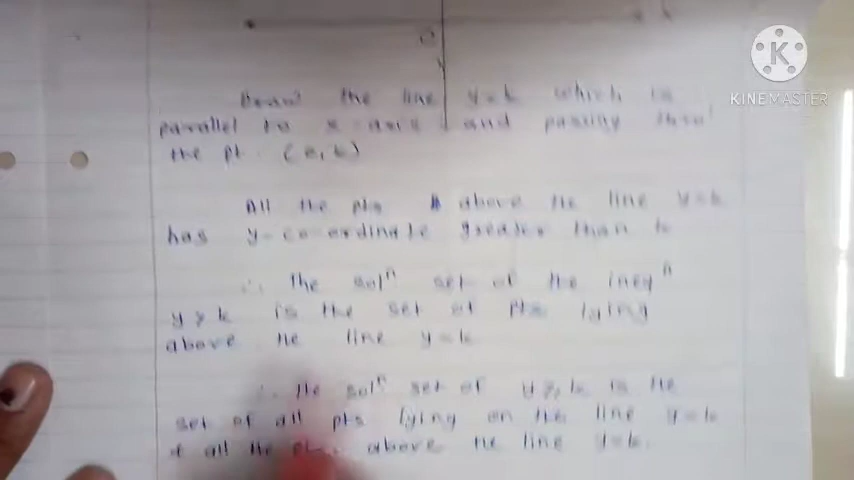 K
KINEMASTER
Draw the line y=k which is
parallel to x-axis and passing thro'
the pt. (0, k)
All the pts above the line y=k
has y-co-ordinate greater than k
∴ The solⁿ set of the ineqⁿ
y > k is the set of pts lying
above the line y=k
∴ The solⁿ set of y ≥ k is the
set of all pts lying on the line y=k
& all the pts above the line y=k.